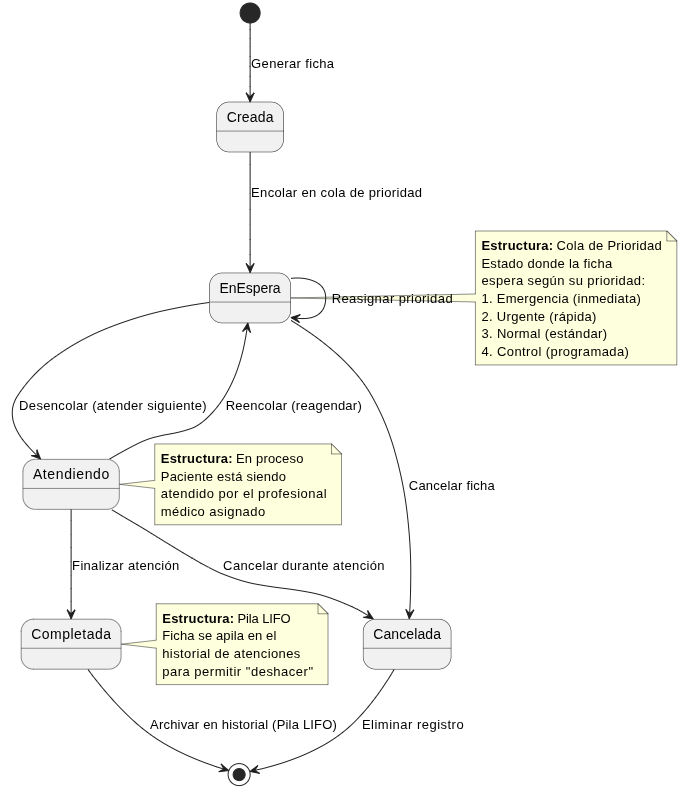 Generar ficha
Creada
Encolar en cola de prioridad
Estructura: Cola de Prioridad
Estado donde la ficha
espera según su prioridad:
1. Emergencia (inmediata)
2. Urgente (rápida)
3. Normal (estándar)
4. Control (programada)
EnEspera
Reasignar prioridad
Desencolar (atender siguiente)
Reencolar (reagendar)
Estructura: En proceso
Paciente está siendo
atendido por el profesional
médico asignado
Atendiendo
Cancelar ficha
Finalizar atención
Cancelar durante atención
Estructura: Pila LIFO
Ficha se apila en el
historial de atenciones
para permitir "deshacer"
Completada
Cancelada
Archivar en historial (Pila LIFO)
Eliminar registro